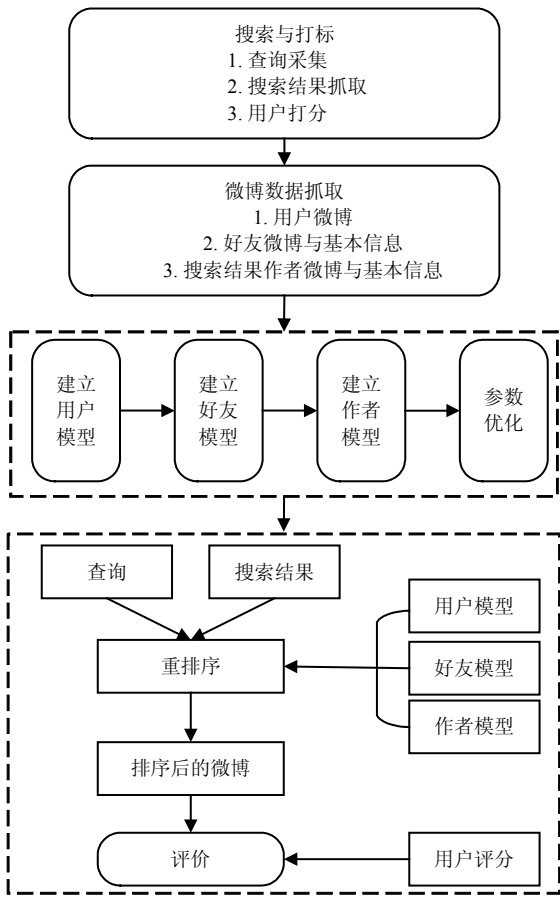 搜索与打标
1. 查询采集
2. 搜索结果抓取
3. 用户打分
微博数据抓取
1. 用户微博
2. 好友微博与基本信息
3. 搜索结果作者微博与基本信息
建立
用户
模型
建立
好友
模型
建立
作者
模型
参数
优化
查询
搜索结果
用户模型
重排序
好友模型
作者模型
排序后的微博
评价
用户评分